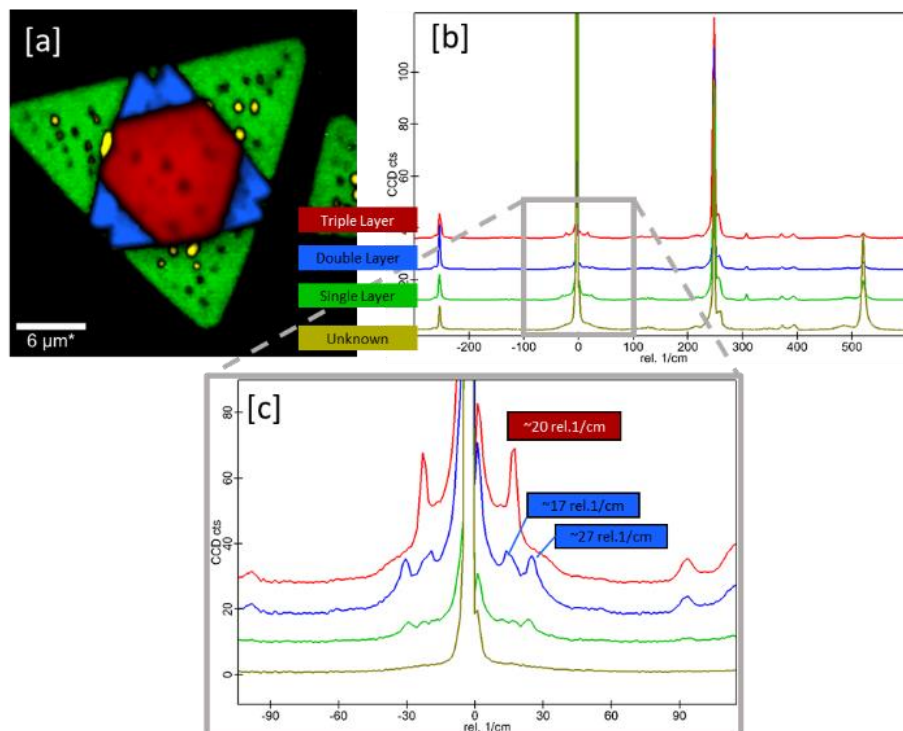 [a]
6 µm*
Triple Layer
Double Layer
Single Layer
Unknown
[b]
CCD cts
100
80
60
20
-200
-100
0
100
200
300
400
500
rel. 1/cm
[c]
~20 rel.1/cm
~17 rel.1/cm
~27 rel.1/cm
CCD cts
80
60
40
20
0
-90
-60
-30
0
30
60
90
rel. 1/cm